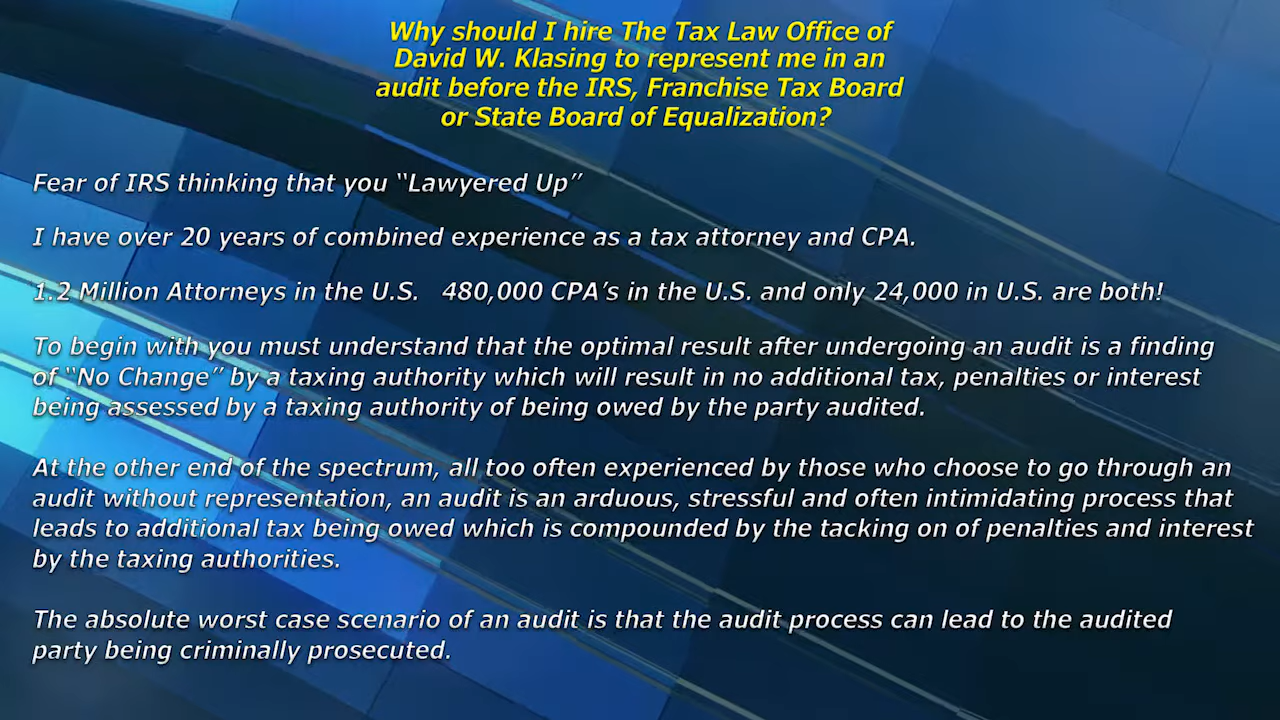 Why should I hire The Tax Law Office of
David W. Klasing to represent me in an
audit before the IRS, Franchise Tax Board
or State Board of Equalization?
Fear of IRS thinking that you “Lawyered Up”
I have over 20 years of combined experience as a tax attorney and CPA.
1.2 Million Attorneys in the U.S.   480,000 CPA’s in the U.S. and only 24,000 in U.S. are both!
To begin with you must understand that the optimal result after undergoing an audit is a finding
of “No Change” by a taxing authority which will result in no additional tax, penalties or interest
being assessed by a taxing authority of being owed by the party audited.
At the other end of the spectrum, all too often experienced by those who choose to go through an
audit without representation, an audit is an arduous, stressful and often intimidating process that
leads to additional tax being owed which is compounded by the tacking on of penalties and interest
by the taxing authorities.
The absolute worst case scenario of an audit is that the audit process can lead to the audited
party being criminally prosecuted.